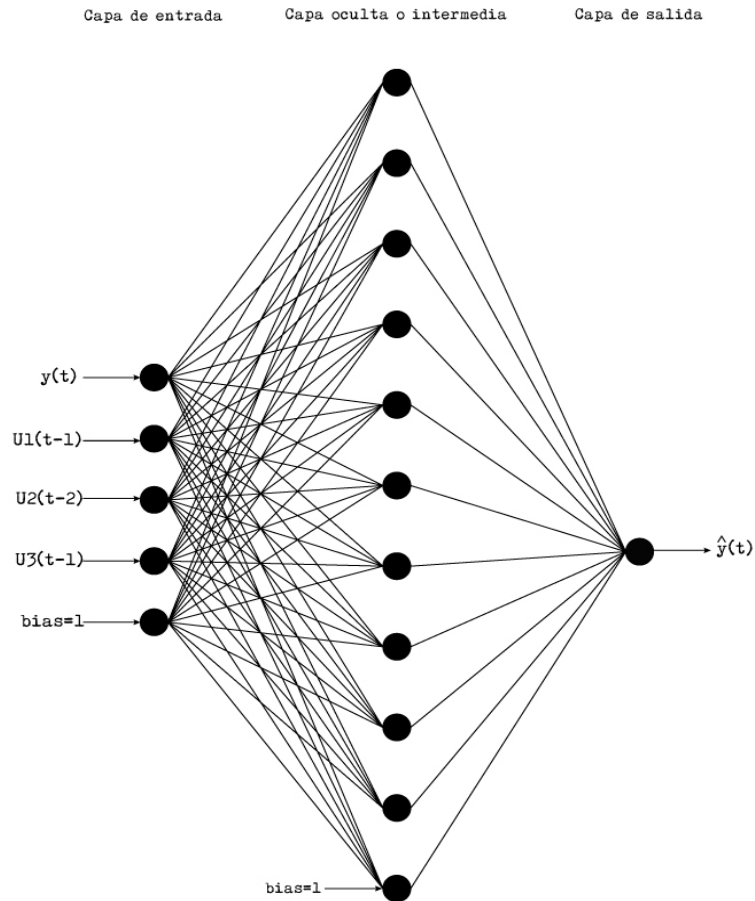 Capa de entrada
Capa oculta o intermedia
Capa de salida
y(t)
U1(t-1)
U2(t-2)
U3(t-1)
bias=1
ŷ(t)
bias=1